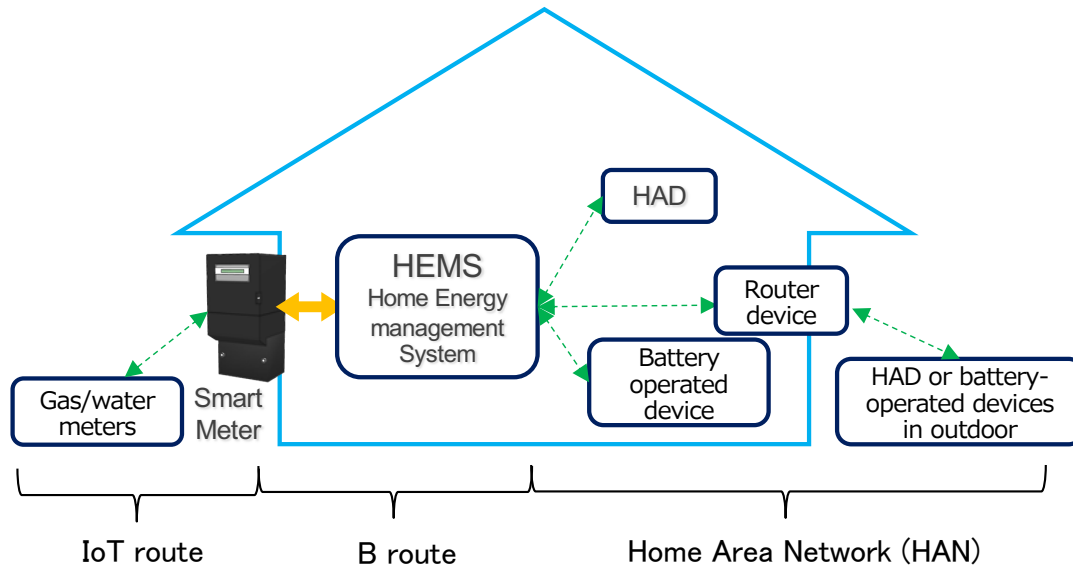 HAD
HEMS
Home Energy
management
System
Router
device
Battery
operated
device
Gas/water
meters
Smart
Meter
HAD or battery-
operated devices
in outdoor
IoT route
B route
Home Area Network (HAN)